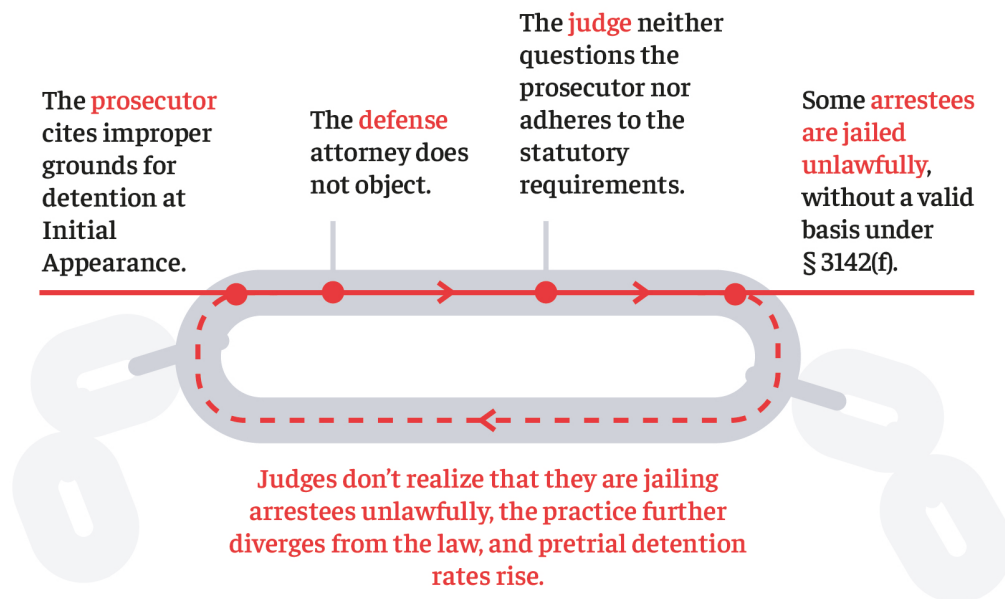 The prosecutor
cites improper
grounds for
detention at
Initial
Appearance.
The defense
attorney does
not object.
The judge neither
questions the
prosecutor nor
adheres to the
statutory
requirements.
Some arrestees
are jailed
unlawfully,
without a valid
basis under
§ 3142(f).
Judges don’t realize that they are jailing
arrestees unlawfully, the practice further
diverges from the law, and pretrial detention
rates rise.